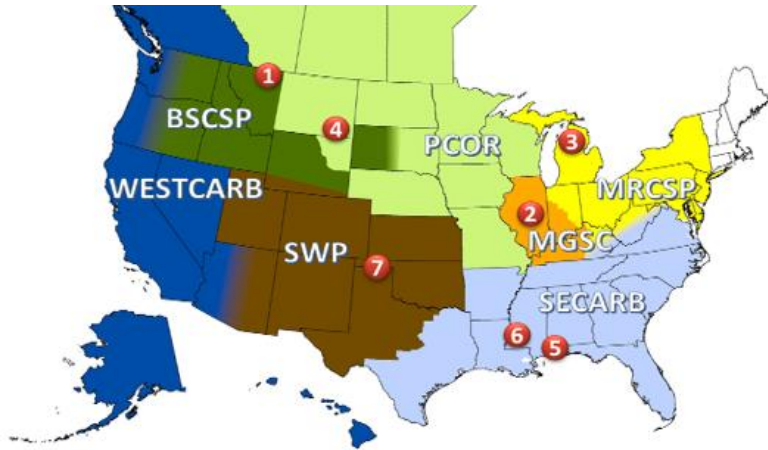 1
BSCSP
4
PCOR
3
WESTCARB
MRCSP
2
SWP
MGSC
7
SECARB
6
5